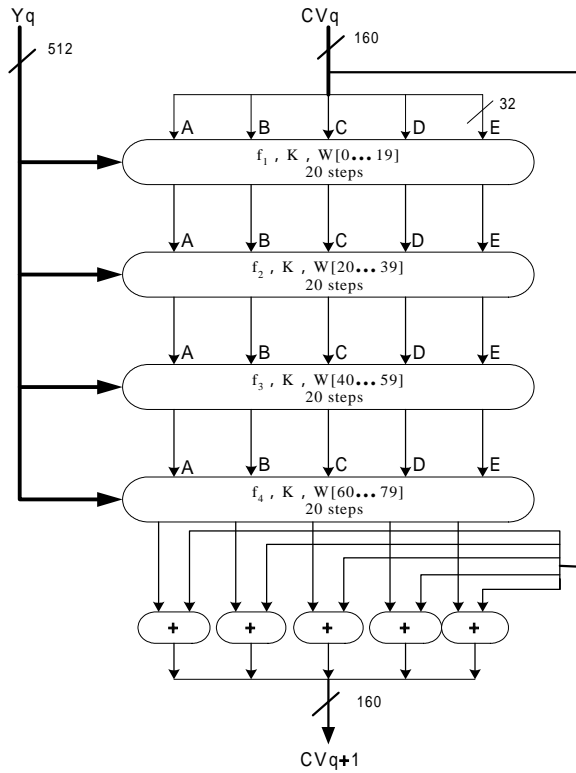 Yq CVq
512 160
32
A B C D E
f₁ , K , W[0...19]
20 steps
A B C D E
f₂ , K , W[20...39]
20 steps
A B C D E
f₃ , K , W[40...59]
20 steps
A B C D E
f₄ , K , W[60...79]
20 steps
+ + + + +
160
CVq+1